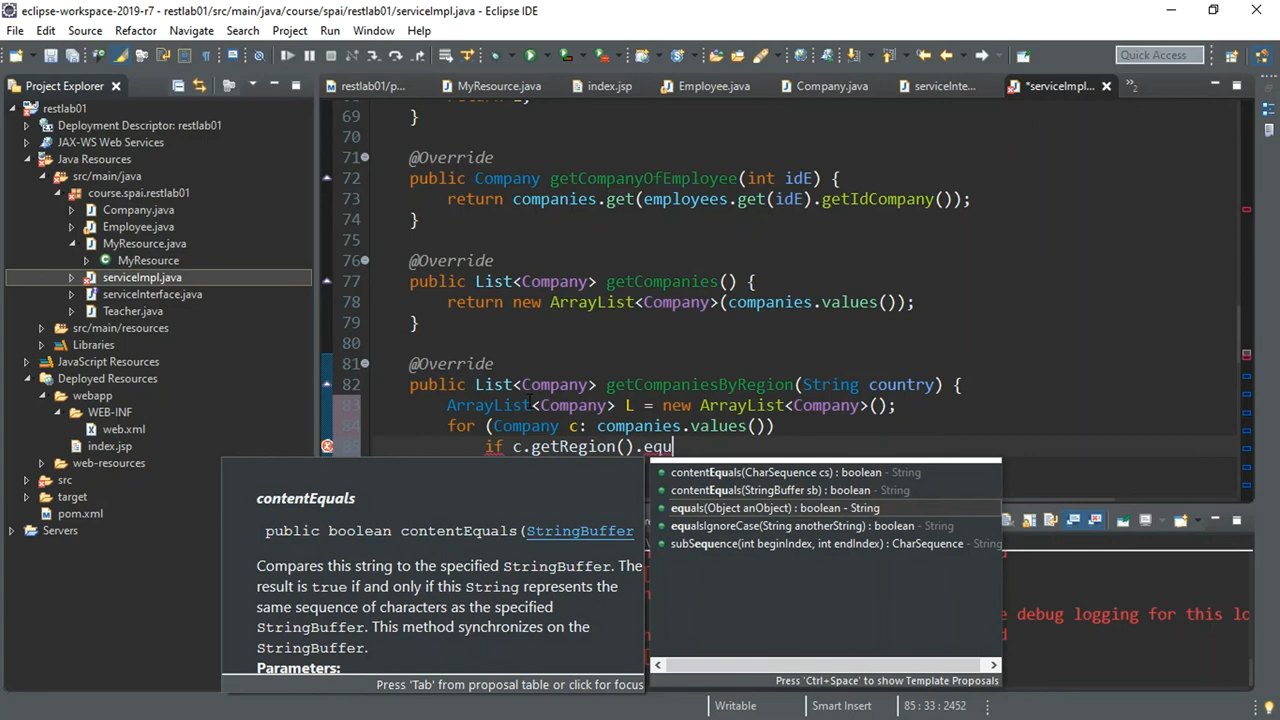 eclipse-workspace-2019-r7 - restlab01/src/main/java/course/spai/restlab01/serviceImpl.java - Eclipse IDE
File Edit Source Refactor Navigate Search Project Run Window Help
Quick Access
Project Explorer
restlab01/p... MyResource.java index.jsp Employee.java Company.java serviceInte... *serviceImpl...
restlab01
Deployment Descriptor: restlab01
JAX-WS Web Services
Java Resources
src/main/java
course.spai.restlab01
Company.java
Employee.java
MyResource.java
MyResource
serviceImpl.java
serviceInterface.java
Teacher.java
src/main/resources
Libraries
JavaScript Resources
Deployed Resources
webapp
WEB-INF
web.xml
index.jsp
web-resources
src
target
pom.xml
Servers
69 }
70
71 @Override
72 public Company getCompanyOfEmployee(int idE) {
73 return companies.get(employees.get(idE).getIdCompany());
74 }
75
76 @Override
77 public List<Company> getCompanies() {
78 return new ArrayList<Company>(companies.values());
79 }
80
81 @Override
82 public List<Company> getCompaniesByRegion(String country) {
83 ArrayList<Company> L = new ArrayList<Company>();
84 for (Company c: companies.values())
if c.getRegion().equ
contentEquals
public boolean contentEquals(StringBuffer
Compares this string to the specified StringBuffer. The
result is true if and only if this String represents the
same sequence of characters as the specified
StringBuffer. This method synchronizes on the
StringBuffer.
Parameters:
Press 'Tab' from proposal table or click for focus
contentEquals(CharSequence cs) : boolean - String
contentEquals(StringBuffer sb) : boolean - String
equals(Object anObject) : boolean - String
equalsIgnoreCase(String anotherString) : boolean - String
subSequence(int beginIndex, int endIndex) : CharSequence - String
Press 'Ctrl+Space' to show Template Proposals
e debug logging for this lo
Writable Smart Insert 85 : 33 : 2452